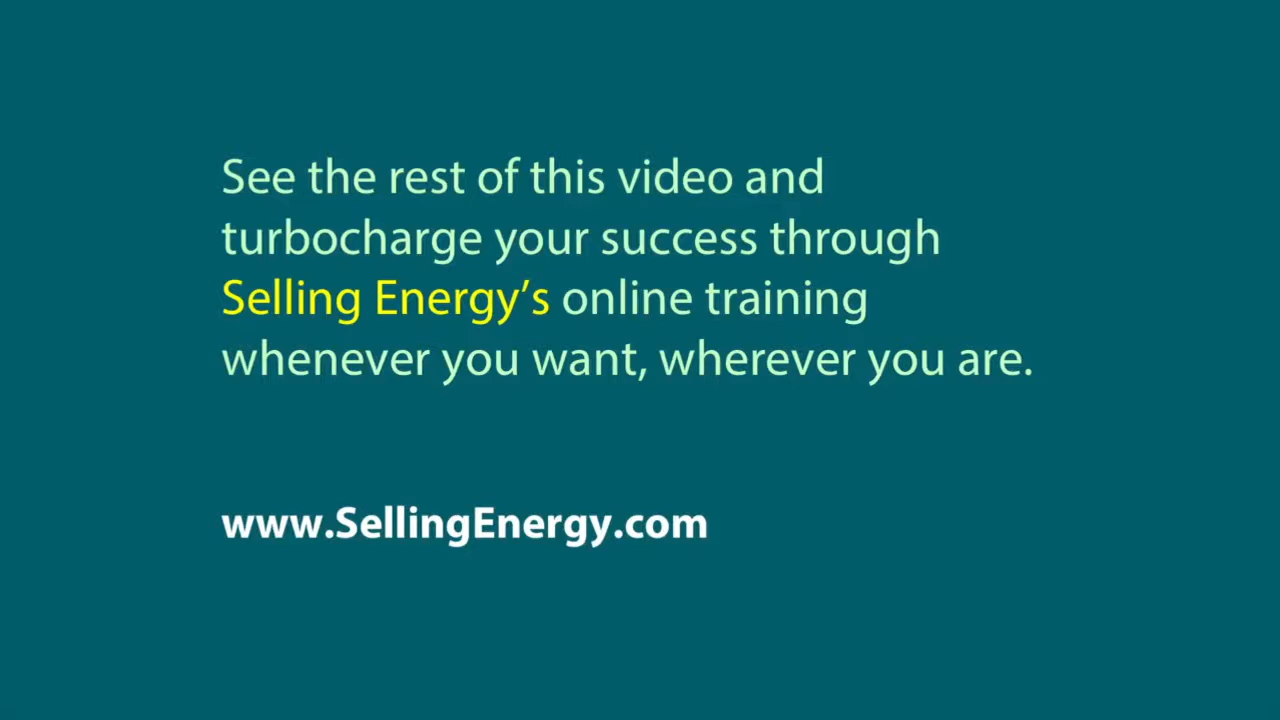 See the rest of this video and
turbocharge your success through
Selling Energy’s online training
whenever you want, wherever you are.
www.SellingEnergy.com